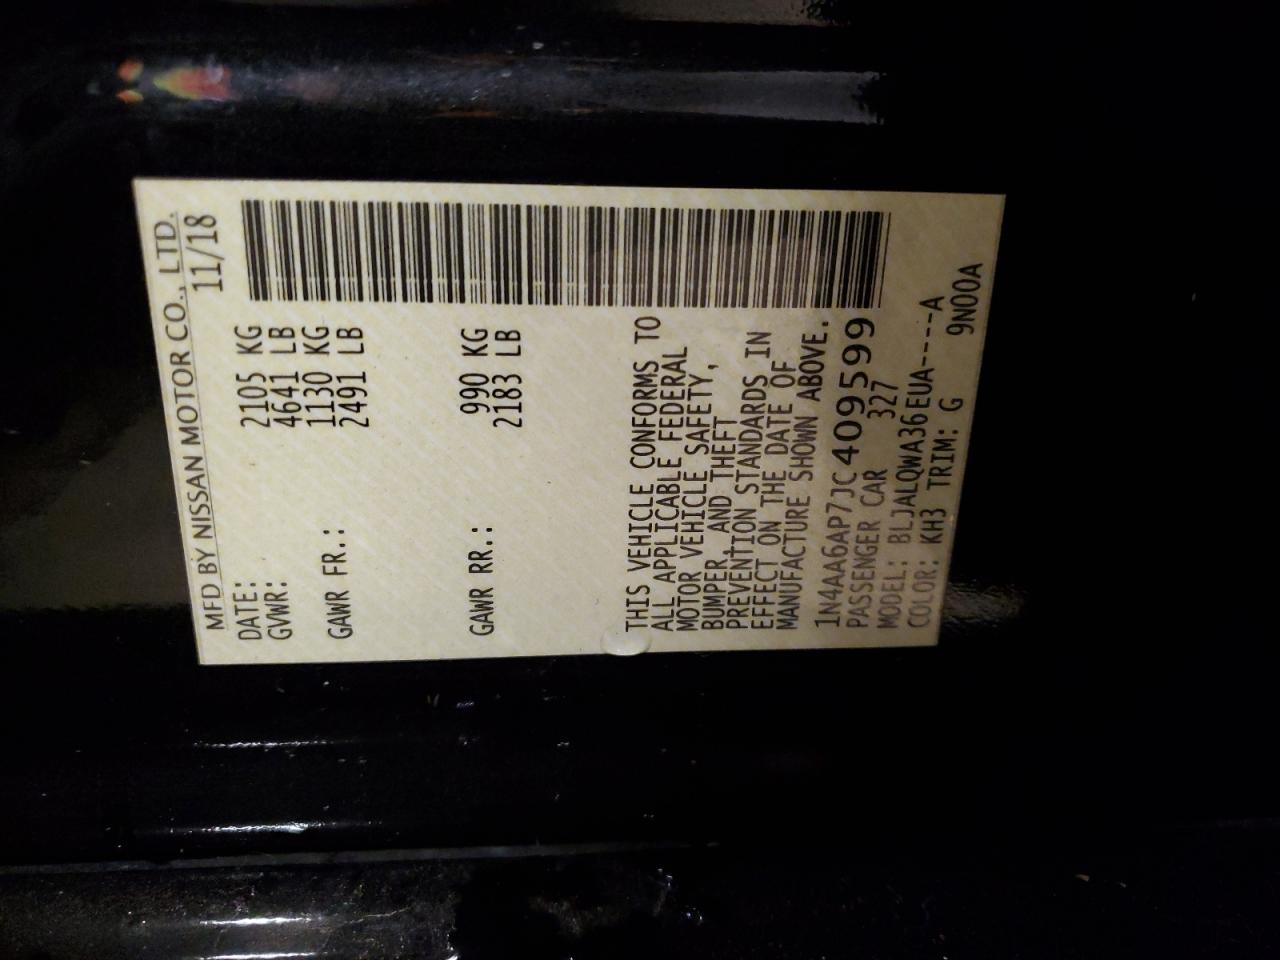 MFD BY NISSAN MOTOR CO., LTD.
DATE: 11/18
GVWR: 2105 KG
4641 LB
GAWR FR.: 1130 KG
2491 LB
GAWR RR.: 990 KG
2183 LB
THIS VEHICLE CONFORMS TO
ALL APPLICABLE FEDERAL
MOTOR VEHICLE SAFETY,
BUMPER, AND THEFT
PREVENTION STANDARDS IN
EFFECT ON THE DATE OF
MANUFACTURE SHOWN ABOVE.
1N4AA6AP7JC409599
PASSENGER CAR 327
MODEL: BLJALQWA36EUA----A
COLOR: KH3 TRIM: G 9N00A